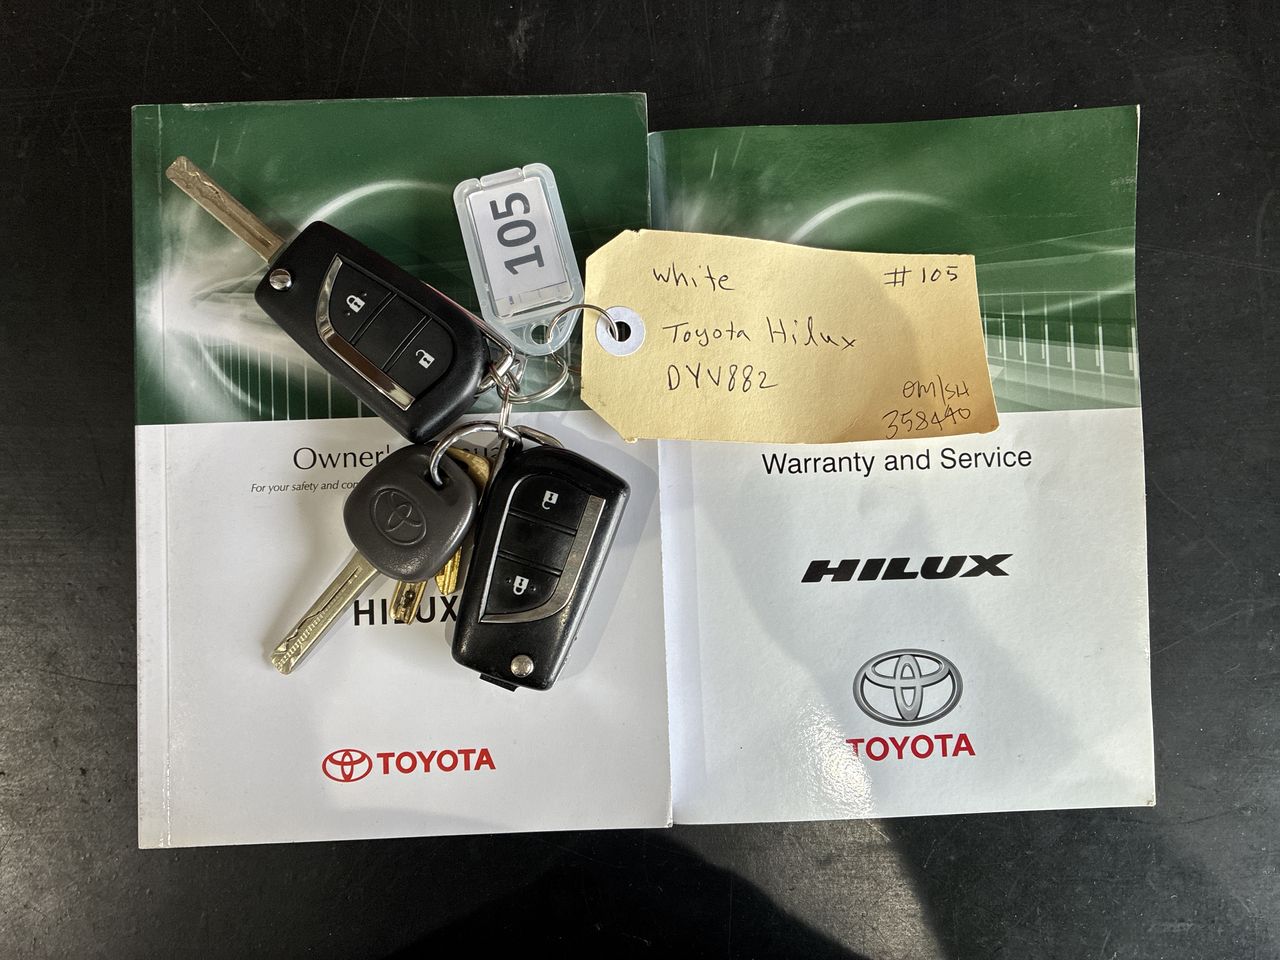 105
White
#105
Toyota Hilux
DYV882
OM/SH
358440
Owner's
For your safety and
HILUX
TOYOTA
Warranty and Service
HILUX
TOYOTA